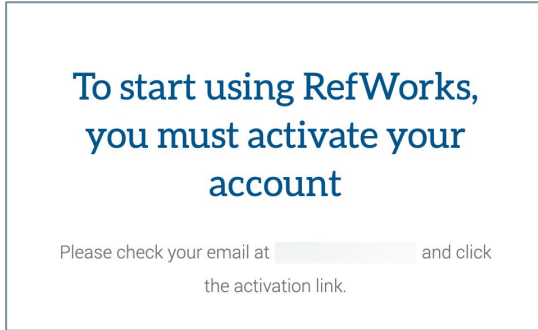 To start using RefWorks,
you must activate your
account
Please check your email at and click
the activation link.